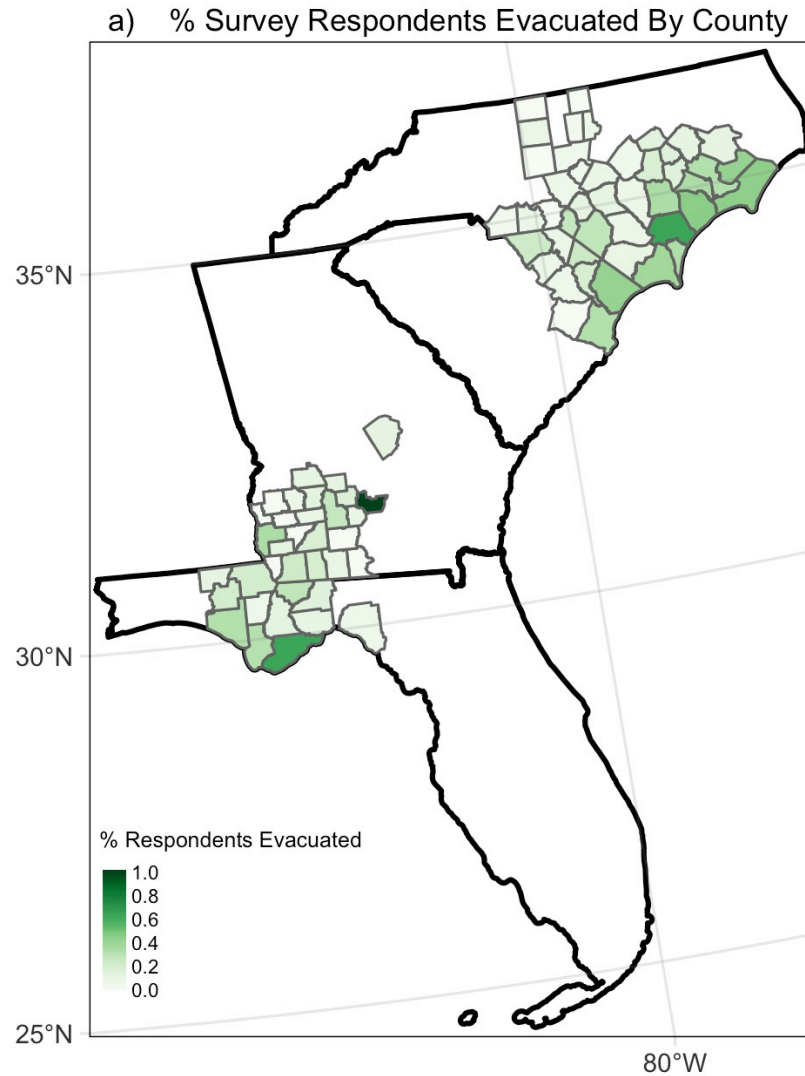 a) % Survey Respondents Evacuated By County
35°N
30°N
% Respondents Evacuated
1.0
0.8
0.6
0.4
0.2
0.0
25°N
80°W